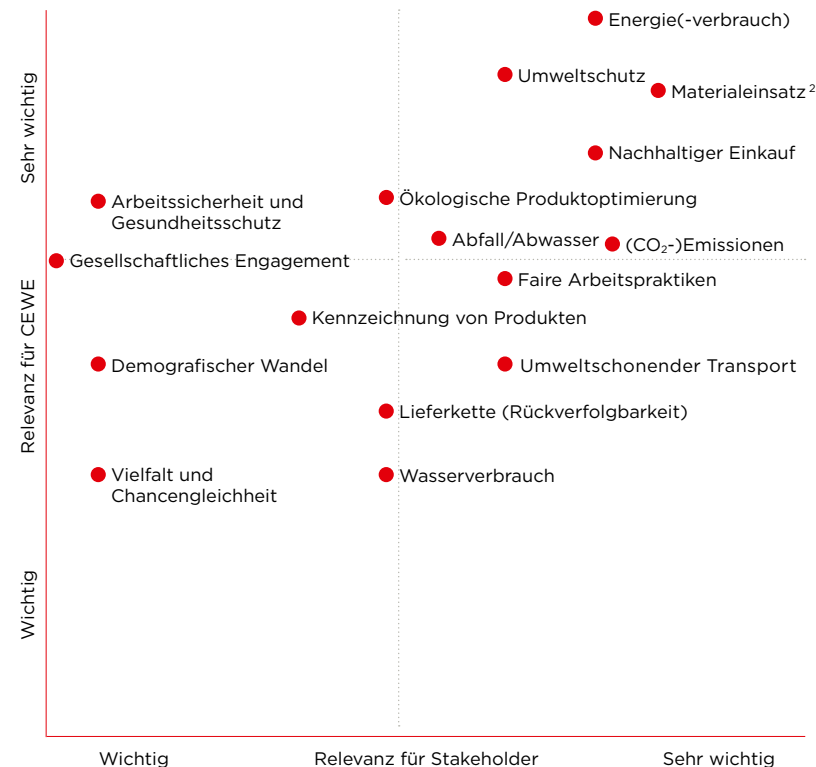 Energie(-verbrauch)
Umweltschutz
Materialeinsatz²
Nachhaltiger Einkauf
Arbeitssicherheit und
Gesundheitsschutz
Ökologische Produktoptimierung
Abfall/Abwasser
(CO₂-)Emissionen
Gesellschaftliches Engagement
Faire Arbeitspraktiken
Kennzeichnung von Produkten
Demografischer Wandel
Umweltschonender Transport
Lieferkette (Rückverfolgbarkeit)
Vielfalt und
Chancengleichheit
Wasserverbrauch
Sehr wichtig
Relevanz für CEWE
Wichtig
Wichtig
Relevanz für Stakeholder
Sehr wichtig